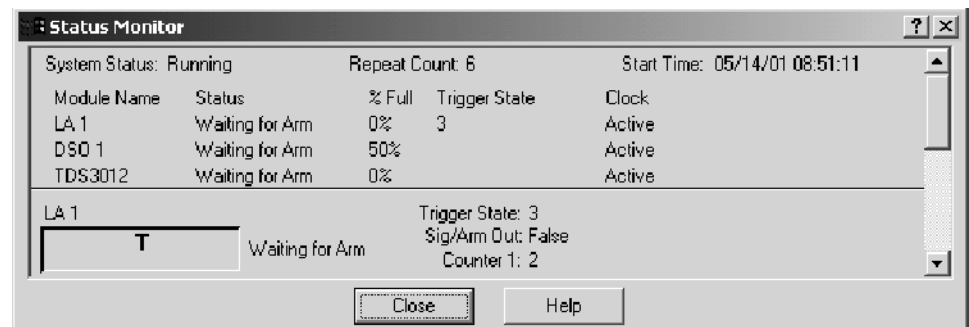 Status Monitor
System Status: Running Repeat Count: 6 Start Time: 05/14/01 08:51:11
Module Name Status % Full Trigger State Clock
LA 1 Waiting for Arm 0% 3 Active
DSO 1 Waiting for Arm 50% Active
TDS3012 Waiting for Arm 0% Active
LA 1
Trigger State: 3
T Waiting for Arm Sig/Arm Out: False
Counter 1: 2
Close Help